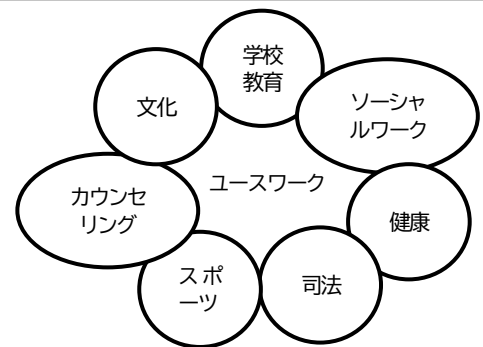 学校
教育
文化
ソーシャ
ルワーク
カウンセ
リング
ユースワーク
健康
スポ
ーツ
司法